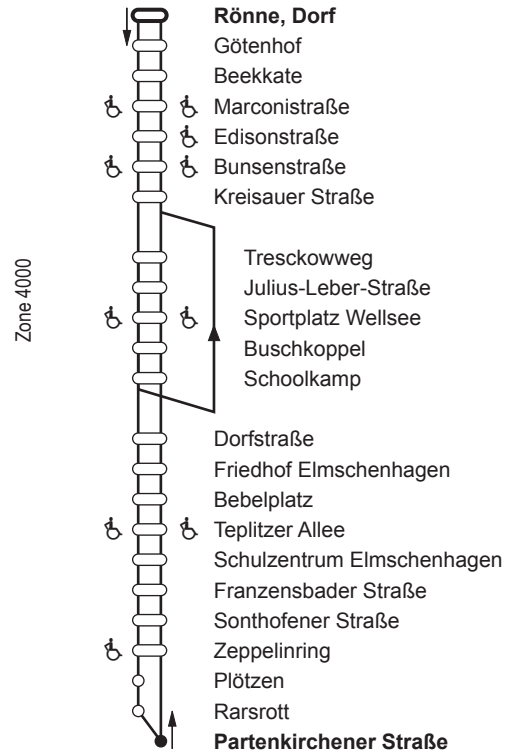 Rönne, Dorf
Götenhof
Beekkate
Marconistraße
Edisonstraße
Bunsenstraße
Kreisauer Straße
Zone 4000
Tresckowweg
Julius-Leber-Straße
Sportplatz Wellsee
Buschkoppel
Schoolkamp
Dorfstraße
Friedhof Elmschenhagen
Bebelplatz
Teplitzer Allee
Schulzentrum Elmschenhagen
Franzensbader Straße
Sonthofener Straße
Zeppelinring
Plötzen
Rarsrott
Partenkirchener Straße